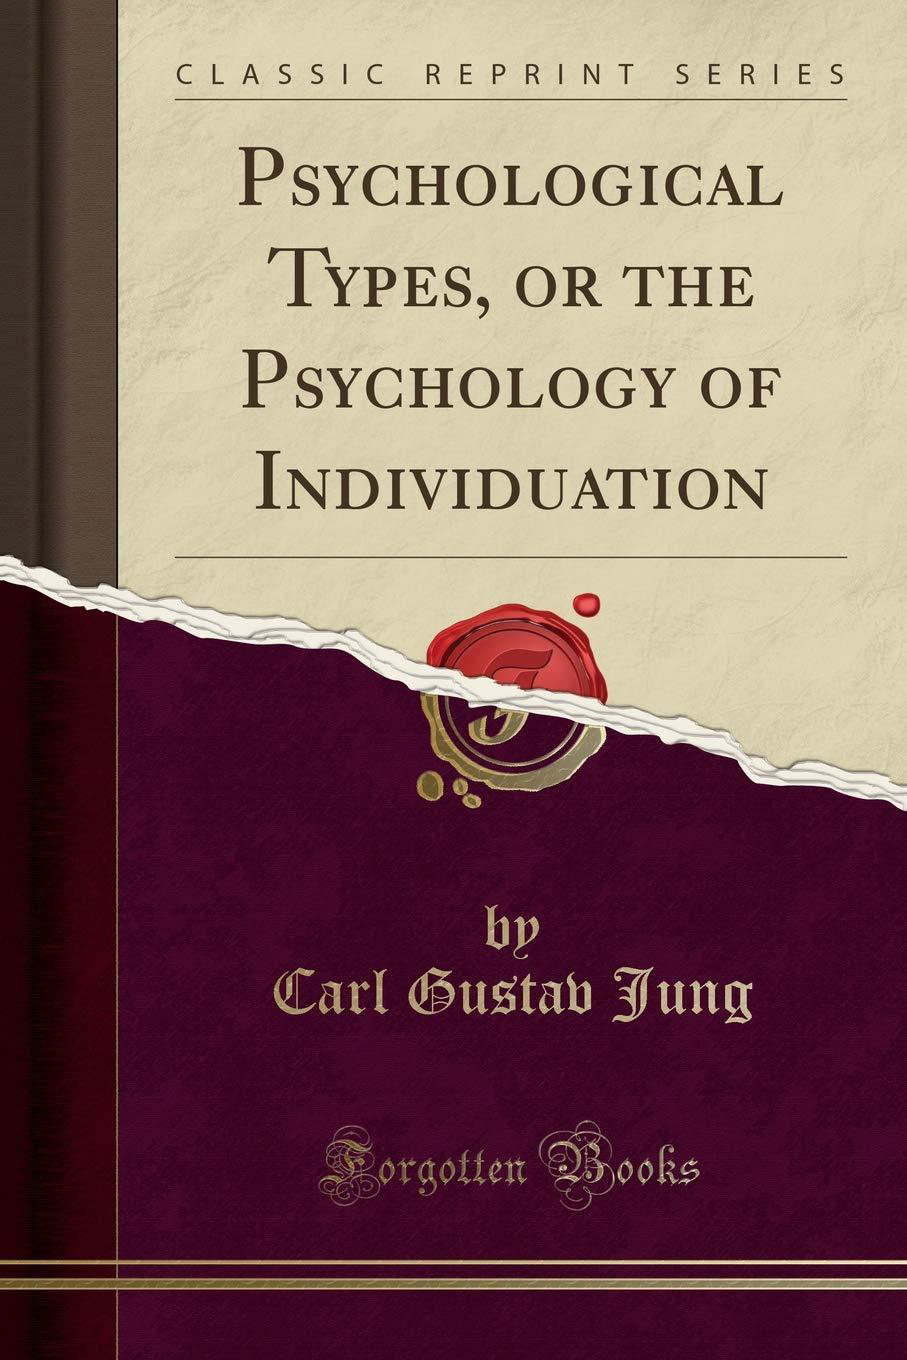 CLASSIC REPRINT SERIES
PSYCHOLOGICAL
TYPES, OR THE
PSYCHOLOGY OF
INDIVIDUATION
by
Carl Gustav Jung
Forgotten Books